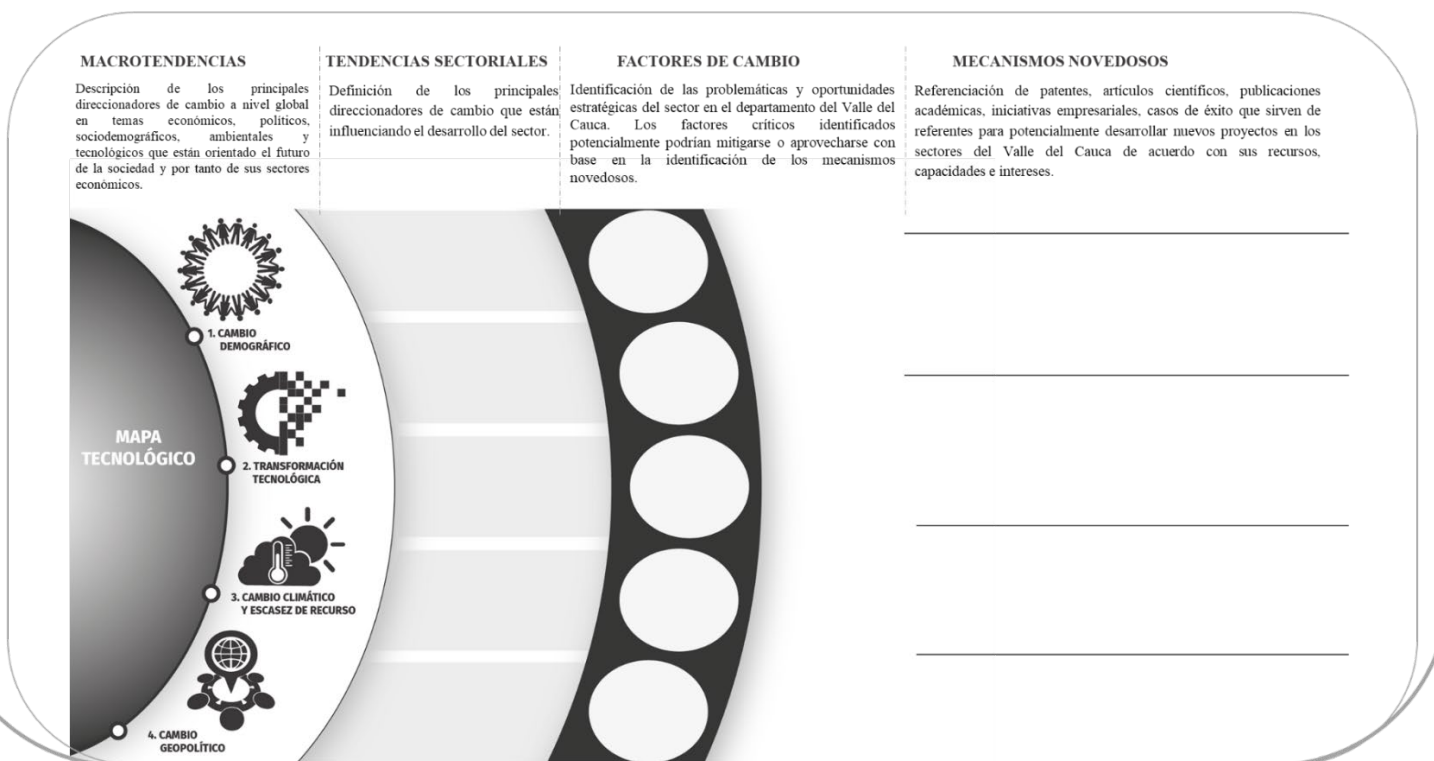 MACROTENDENCIAS
Descripción de los principales
direccionadores de cambio a nivel global
en temas económicos, políticos,
sociodemográficos, ambientales y
tecnológicos que están orientado el futuro
de la sociedad y por tanto de sus sectores
económicos.
TENDENCIAS SECTORIALES
Definición de los principales
direccionadores de cambio que están
influenciando el desarrollo del sector.
FACTORES DE CAMBIO
Identificación de las problemáticas y oportunidades
estratégicas del sector en el departamento del Valle del
Cauca. Los factores críticos identificados
potencialmente podrían mitigarse o aprovecharse con
base en la identificación de los mecanismos
novedosos.
MECANISMOS NOVEDOSOS
Referenciación de patentes, artículos científicos, publicaciones
académicas, iniciativas empresariales, casos de éxito que sirven de
referentes para potencialmente desarrollar nuevos proyectos en los
sectores del Valle del Cauca de acuerdo con sus recursos,
capacidades e intereses.
MAPA
TECNOLÓGICO
1. CAMBIO
DEMOGRÁFICO
2. TRANSFORMACIÓN
TECNOLÓGICA
3. CAMBIO CLIMÁTICO
Y ESCASEZ DE RECURSO
4. CAMBIO
GEOPOLÍTICO